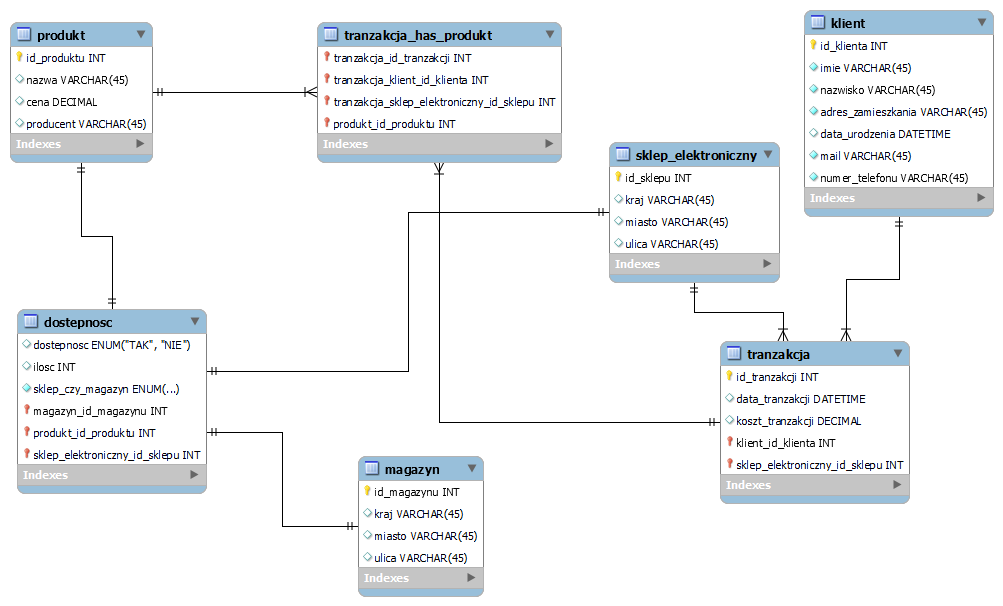 produkt
id_produktu INT
nazwa VARCHAR(45)
cena DECIMAL
producent VARCHAR(45)
Indexes
tranzakcja_has_produkt
tranzakcja_id_tranzakcji INT
tranzakcja_klient_id_klienta INT
tranzakcja_sklep_elektroniczny_id_sklepu INT
produkt_id_produktu INT
Indexes
klient
id_klienta INT
imie VARCHAR(45)
nazwisko VARCHAR(45)
adres_zamieszkania VARCHAR(45)
data_urodzenia DATETIME
mail VARCHAR(45)
numer_telefonu VARCHAR(45)
Indexes
sklep_elektroniczny
id_sklepu INT
kraj VARCHAR(45)
miasto VARCHAR(45)
ulica VARCHAR(45)
Indexes
dostepnosc
dostepnosc ENUM("TAK", "NIE")
ilosc INT
sklep_czy_magazyn ENUM(...)
magazyn_id_magazynu INT
produkt_id_produktu INT
sklep_elektroniczny_id_sklepu INT
Indexes
tranzakcja
id_tranzakcji INT
data_tranzakcji DATETIME
koszt_tranzakcji DECIMAL
klient_id_klienta INT
sklep_elektroniczny_id_sklepu INT
Indexes
magazyn
id_magazynu INT
kraj VARCHAR(45)
miasto VARCHAR(45)
ulica VARCHAR(45)
Indexes